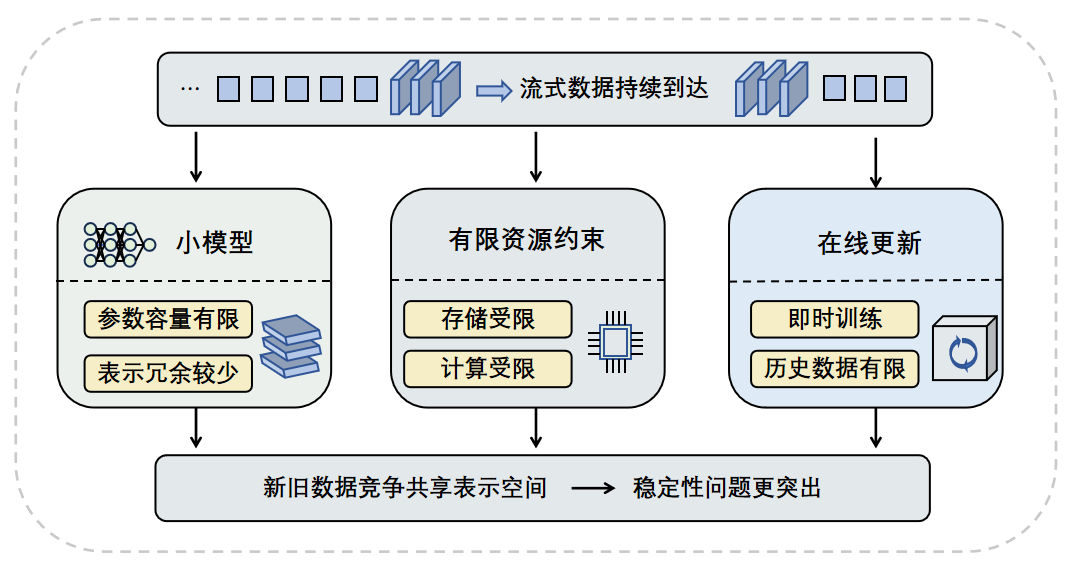 … 流式数据持续到达
小模型
参数容量有限
表示冗余较少
有限资源约束
存储受限
计算受限
在线更新
即时训练
历史数据有限
新旧数据竞争共享表示空间 → 稳定性问题更突出